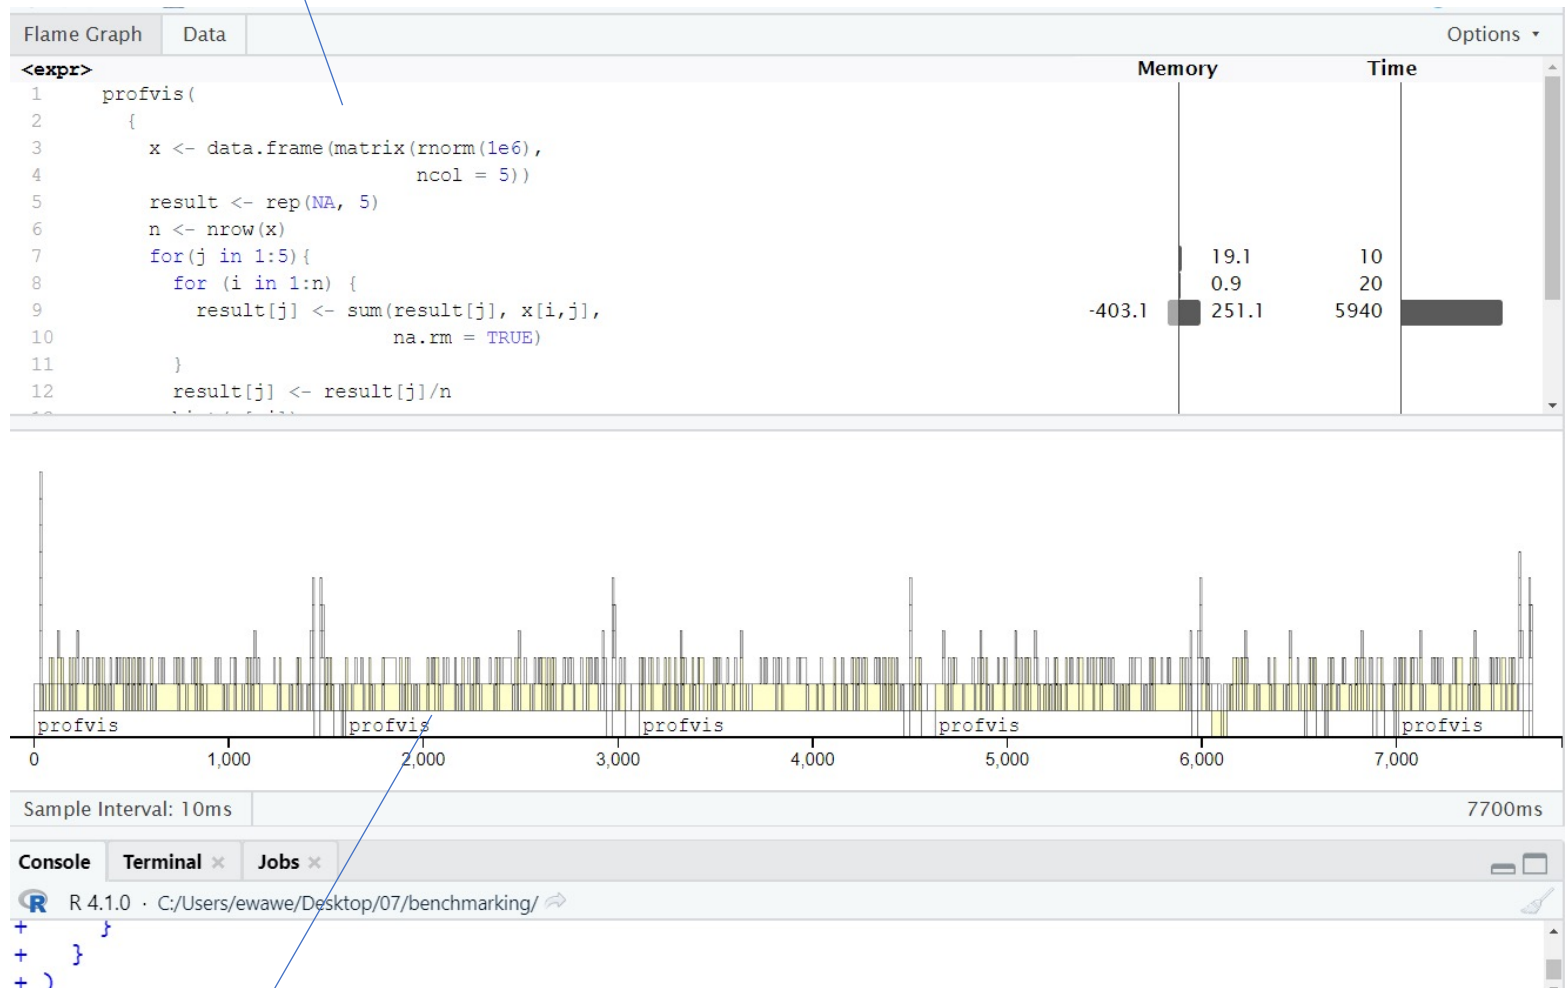 Flame Graph Data Options
<expr> Memory Time
1 profvis(
2 {
3 x <- data.frame(matrix(rnorm(1e6),
4 ncol = 5))
5 result <- rep(NA, 5)
6 n <- nrow(x)
7 for(j in 1:5){ 19.1 10
8 for (i in 1:n) { 0.9 20
9 result[j] <- sum(result[j], x[i,j], -403.1 251.1 5940
10 na.rm = TRUE)
11 }
12 result[j] <- result[j]/n
profvis profvis profvis profvis profvis
0 1,000 2,000 3,000 4,000 5,000 6,000 7,000
Sample Interval: 10ms 7700ms
Console Terminal Jobs
R R 4.1.0 · C:/Users/ewawe/Desktop/07/benchmarking/
+ }
+ }
+ )